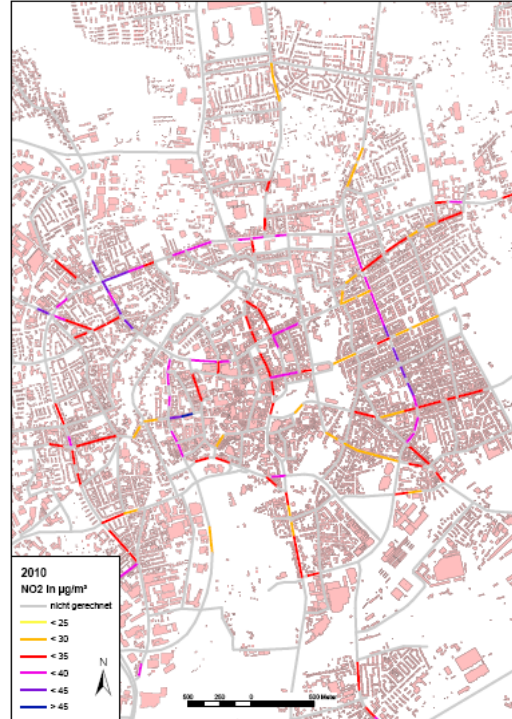 2010
NO2 in µg/m³
nicht gerechnet
< 25
< 30
< 35
< 40
< 45
> 45
N
500 250 0 500 Meter